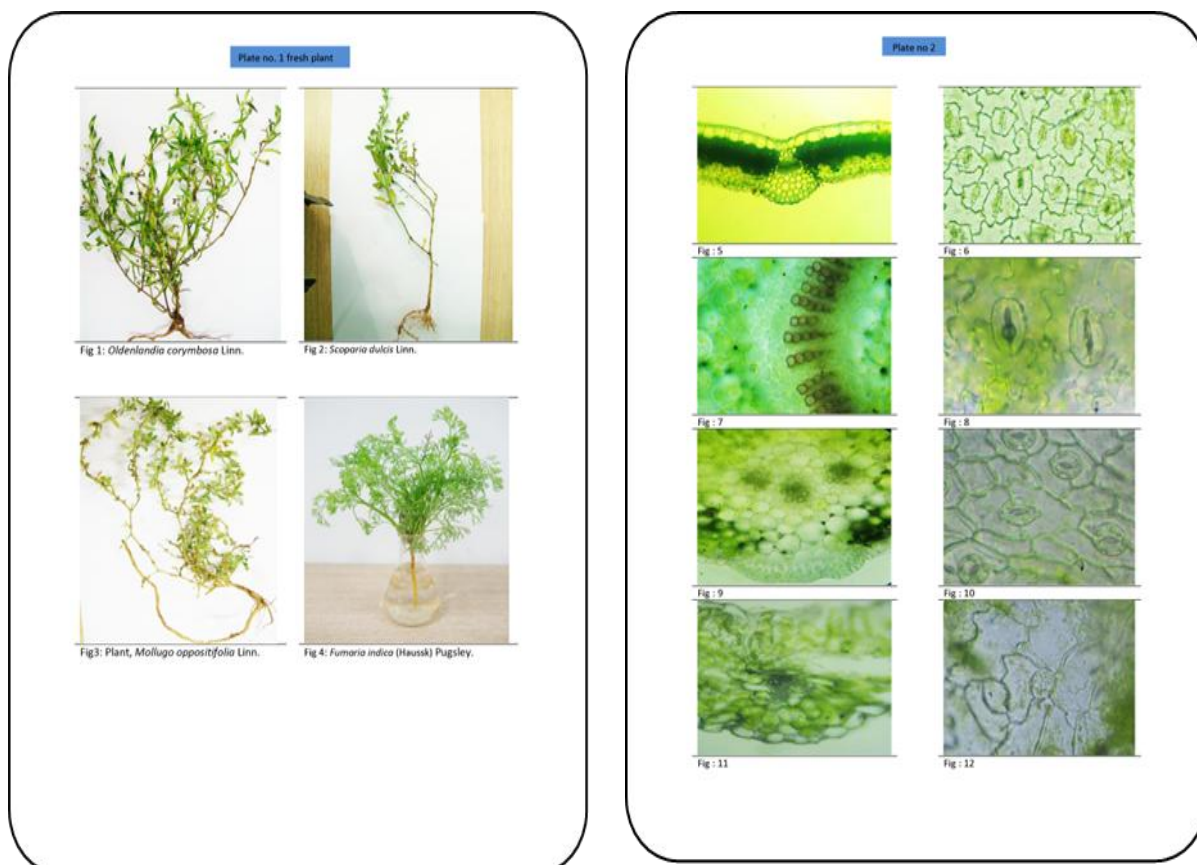 Plate no. 1 fresh plant
Fig 1: Oldenlandia corymbosa Linn.
Fig 2: Scoparia dulcis Linn.
Fig3: Plant, Mollugo oppositifolia Linn.
Fig 4: Fumaria indica (Haussk) Pugsley.
Plate no 2
Fig : 5
Fig : 6
Fig : 7
Fig : 8
Fig : 9
Fig : 10
Fig : 11
Fig : 12